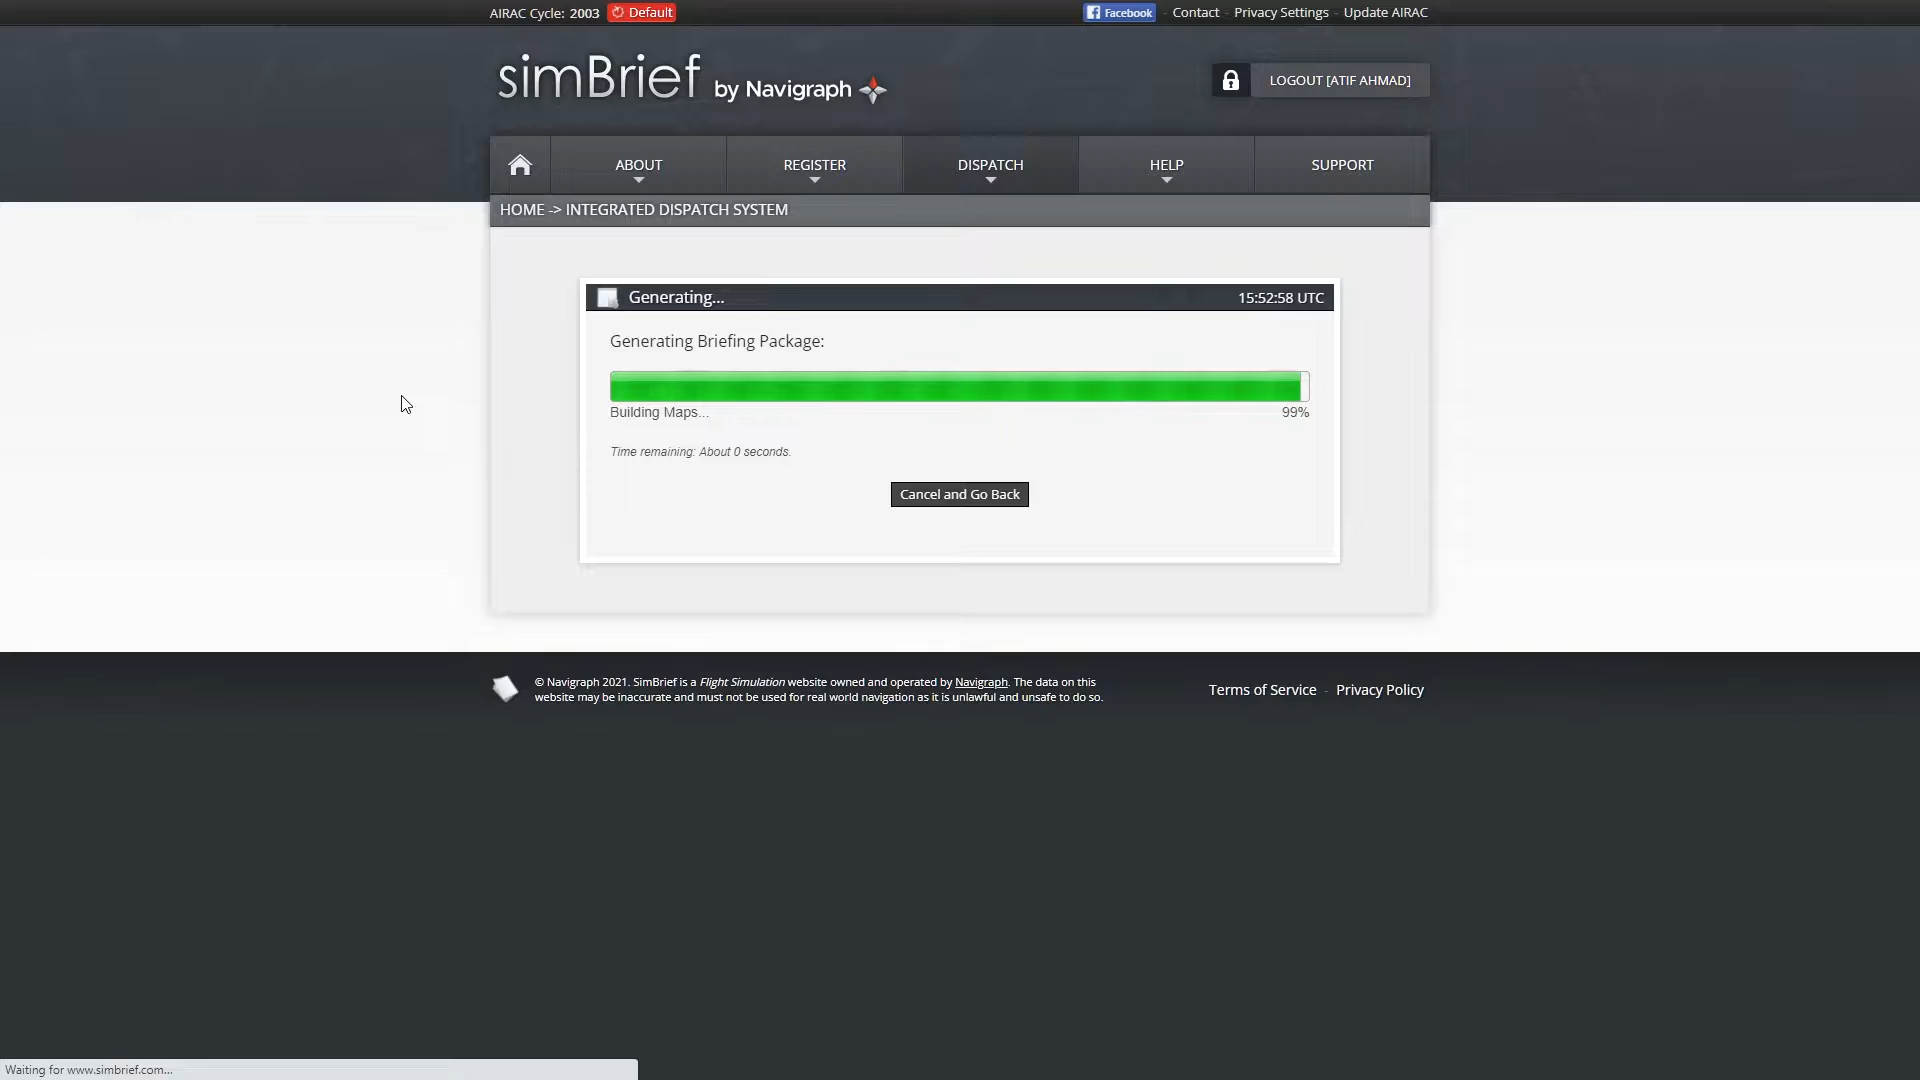 AIRAC Cycle: 2003 Default
Facebook - Contact - Privacy Settings - Update AIRAC
simBrief by Navigraph
LOGOUT [ATIF AHMAD]
ABOUT
REGISTER
DISPATCH
HELP
SUPPORT
HOME -> INTEGRATED DISPATCH SYSTEM
Generating... 15:52:58 UTC
Generating Briefing Package:
Building Maps... 99%
Time remaining: About 0 seconds.
Cancel and Go Back
© Navigraph 2021. SimBrief is a Flight Simulation website owned and operated by Navigraph. The data on this
website may be inaccurate and must not be used for real world navigation as it is unlawful and unsafe to do so.
Terms of Service - Privacy Policy
Waiting for www.simbrief.com...